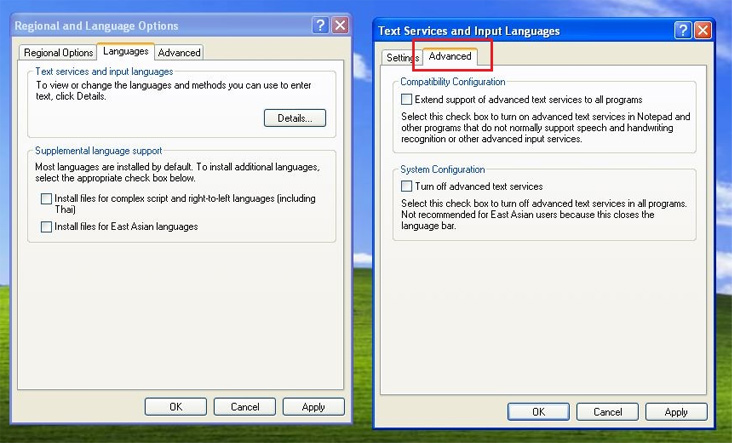 Regional and Language Options
Regional Options Languages Advanced
Text services and input languages
To view or change the languages and methods you can use to enter
text, click Details.
Details...
Supplemental language support
Most languages are installed by default. To install additional languages,
select the appropriate check box below.
Install files for complex script and right-to-left languages (including
Thai)
Install files for East Asian languages
OK Cancel Apply
Text Services and Input Languages
Settings Advanced
Compatibility Configuration
Extend support of advanced text services to all programs
Select this check box to turn on advanced text services in Notepad and
other programs that do not normally support speech and handwriting
recognition or other advanced input services.
System Configuration
Turn off advanced text services
Select this check box to turn off advanced text services in all programs.
Not recommended for East Asian users because this closes the
language bar.
OK Cancel Apply